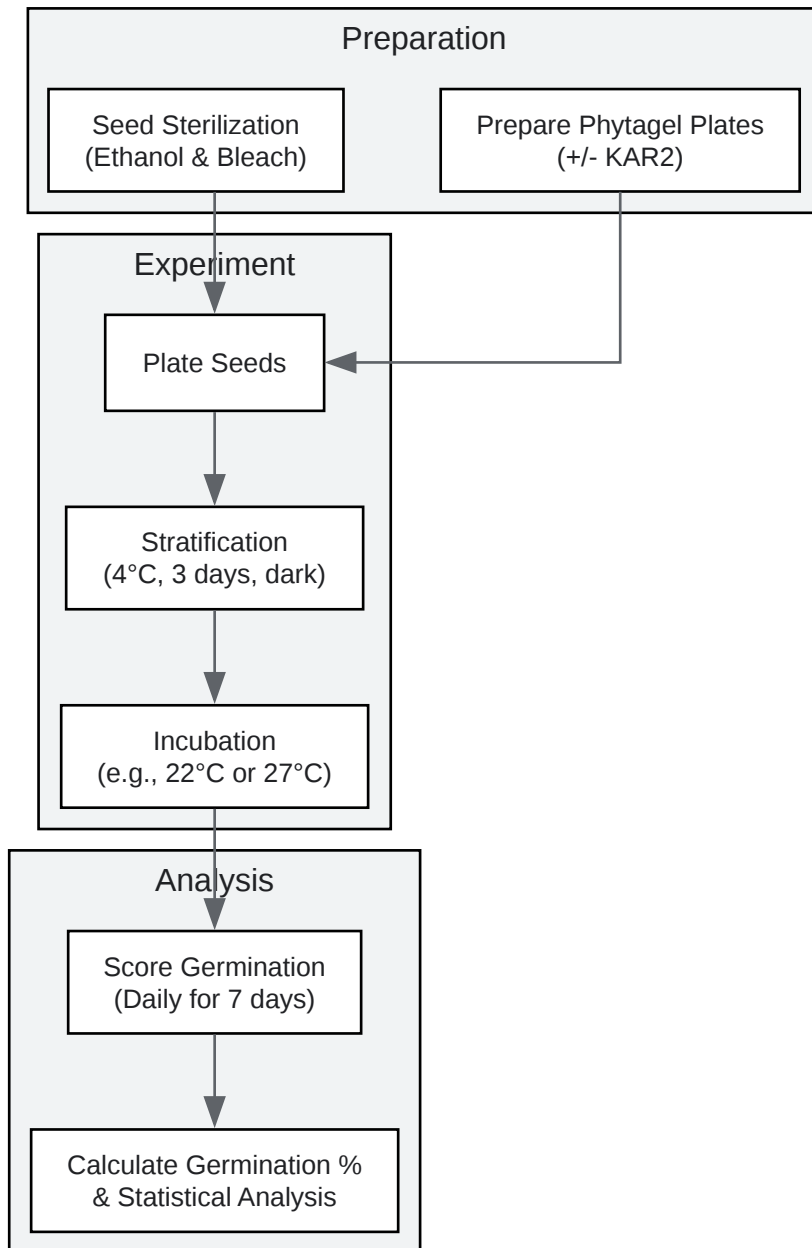 Preparation
Seed Sterilization
(Ethanol & Bleach)
Prepare Phytagel Plates
(+/- KAR2)
Experiment
Plate Seeds
Stratification
(4°C, 3 days, dark)
Incubation
(e.g., 22°C or 27°C)
Analysis
Score Germination
(Daily for 7 days)
Calculate Germination %
& Statistical Analysis